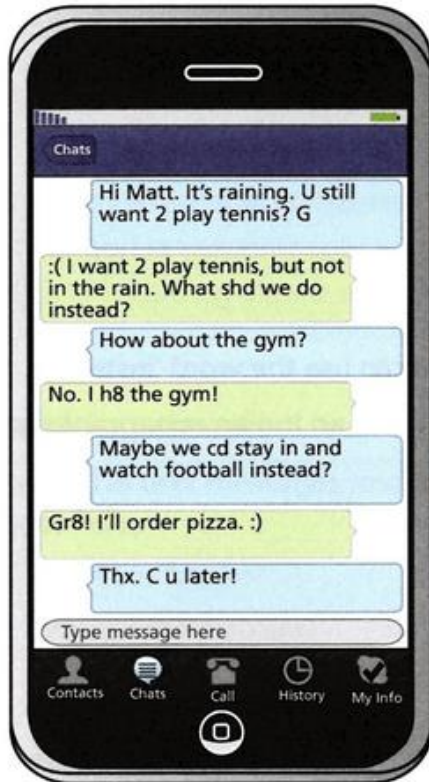 Chats
Hi Matt. It's raining. U still
want 2 play tennis? G
:( I want 2 play tennis, but not
in the rain. What shd we do
instead?
How about the gym?
No. I h8 the gym!
Maybe we cd stay in and
watch football instead?
Gr8! I'll order pizza. :)
Thx. C u later!
Type message here
Contacts
Chats
Call
History
My Info